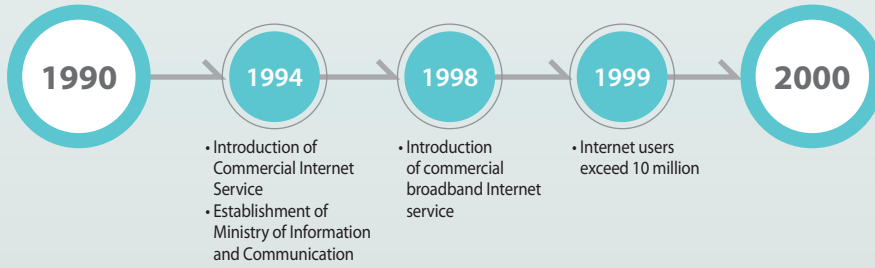 1990
1994
1998
1999
2000
• Introduction of
Commercial Internet
Service
• Establishment of
Ministry of Information
and Communication
• Introduction
of commercial
broadband Internet
service
• Internet users
exceed 10 million